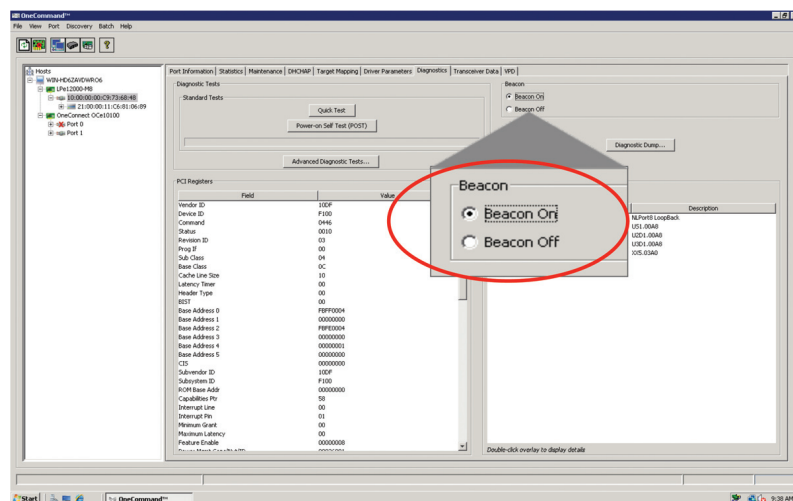 OneCommand™
File View Port Discovery Batch Help
Hosts
WIN-HD6ZAVDWRO6
LPe12000-M8
10:00:00:00:C9:73:68:48
21:00:00:11:C6:81:06:89
OneConnect OCe10100
Port 0
Port 1
Port Information Statistics Maintenance DHCHAP Target Mapping Driver Parameters Diagnostics Transceiver Data VPD
Diagnostic Tests
Standard Tests
Quick Test
Power-on Self Test (POST)
Advanced Diagnostic Tests...
Beacon
Beacon On
Beacon Off
Diagnostic Dump...
Beacon
Beacon On
Beacon Off
PCI Registers
Field Value
Vendor ID 10DF
Device ID F100
Command 0446
Status 0010
Revision ID 03
Prog If 00
Sub Class 04
Base Class 0C
Cache Line Size 10
Latency Timer 00
Header Type 00
BIST 00
Base Address 0 FBFF0004
Base Address 1 00000000
Base Address 2 FBFE0004
Base Address 3 00000000
Base Address 4 00000001
Base Address 5 00000000
CIS 00000000
Subvendor ID 10DF
Subsystem ID F100
ROM Base Addr 00000000
Capabilities Ptr 58
Interrupt Line 00
Interrupt Pin 01
Minimum Grant 00
Maximum Latency 00
Feature Enable 00000008
Description
NLPort8 LoopBack
US1.00A8
U2D1.00A8
U3D1.00A8
XXS.03A0
Double-click overlay to display details
Start
OneCommand™
9:38 AM